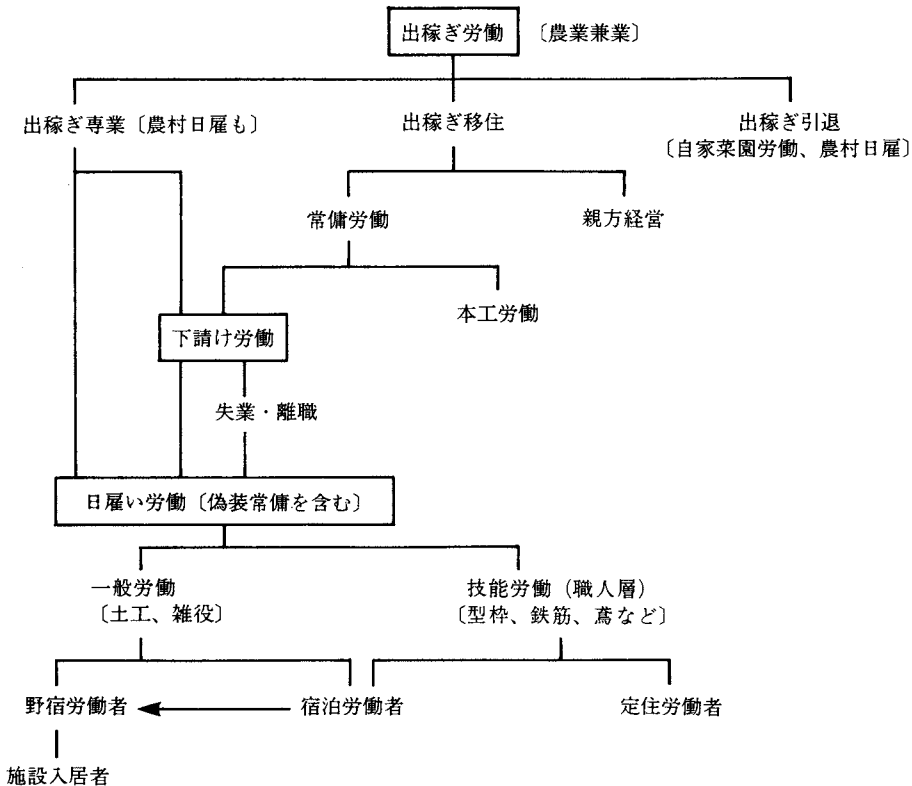 出稼ぎ労働 〔農業兼業〕
出稼ぎ専業〔農村日雇も〕
出稼ぎ移住
出稼ぎ引退
〔自家菜園労働、農村日雇〕
常傭労働
親方経営
本工労働
下請け労働
失業・離職
日雇い労働〔偽装常傭を含む〕
一般労働
〔土工、雑役〕
技能労働（職人層）
〔型枠、鉄筋、鳶など〕
野宿労働者
宿泊労働者
定住労働者
施設入居者